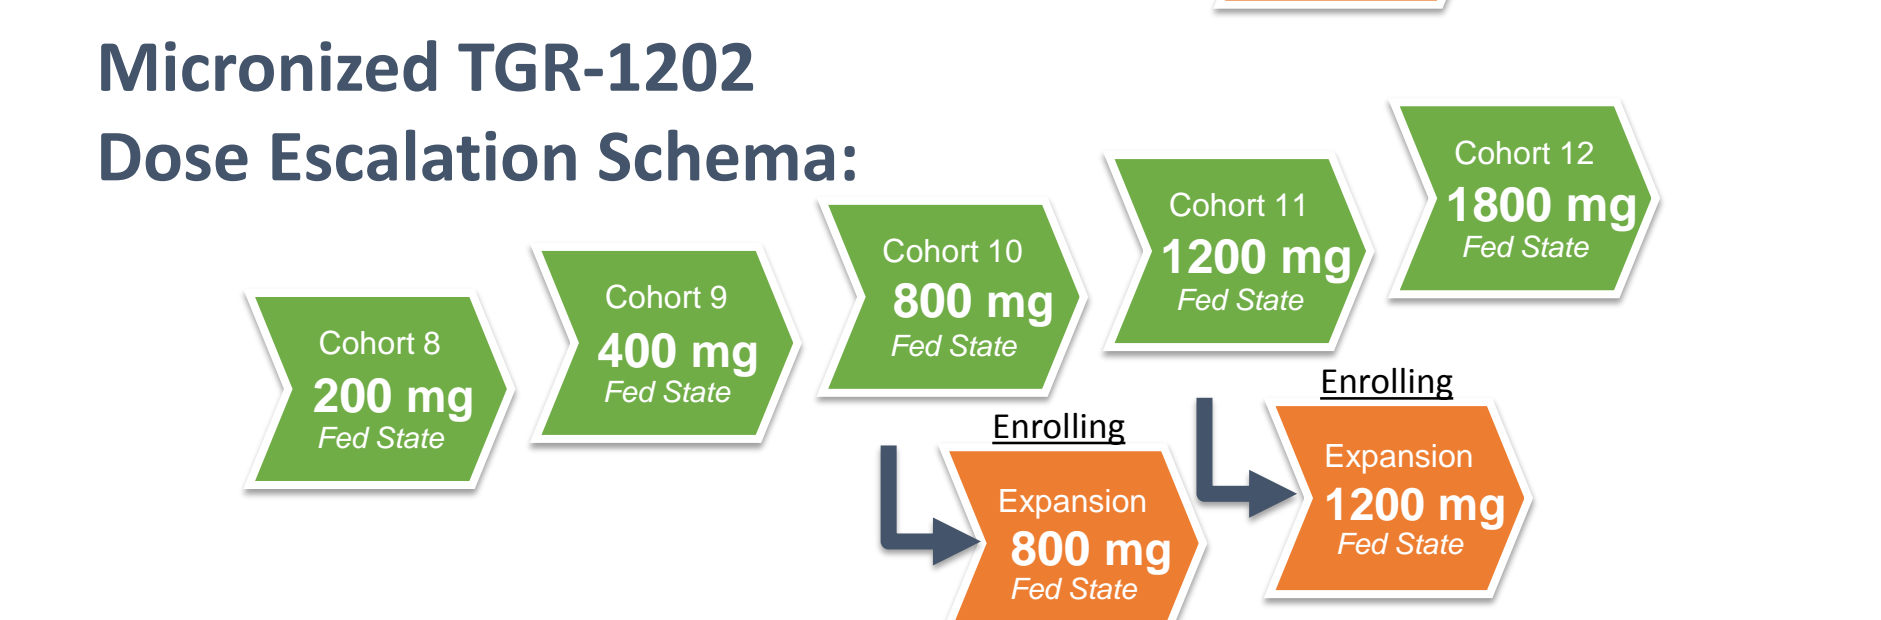 Micronized TGR-1202
Dose Escalation Schema:
Cohort 8
200 mg
Fed State
Cohort 9
400 mg
Fed State
Cohort 10
800 mg
Fed State
Cohort 11
1200 mg
Fed State
Cohort 12
1800 mg
Fed State
Enrolling
Expansion
800 mg
Fed State
Enrolling
Expansion
1200 mg
Fed State